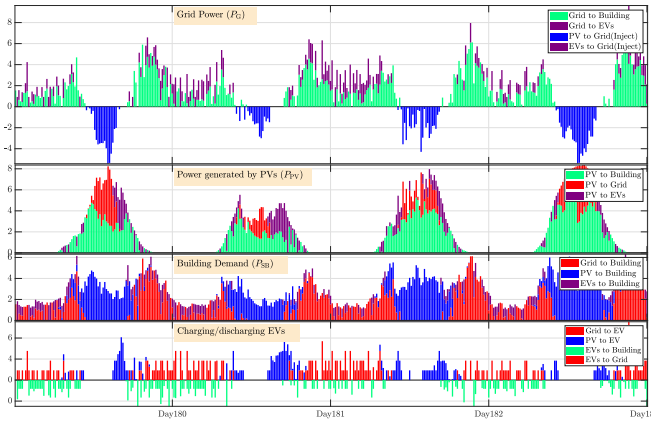 Grid Power (P_G)
Grid to Building
Grid to EVs
PV to Grid(Inject)
EVs to Grid(Inject)
8
6
4
2
0
-2
-4
Power generated by PVs (P_PV)
PV to Building
PV to Grid
PV to EVs
8
6
4
2
0
Building Demand (P_SB)
Grid to Building
PV to Building
EVs to Building
6
4
2
0
Charging/discharging EVs
Grid to EV
PV to EV
EVs to Building
EVs to Grid
6
4
2
0
0
Day180
Day181
Day182